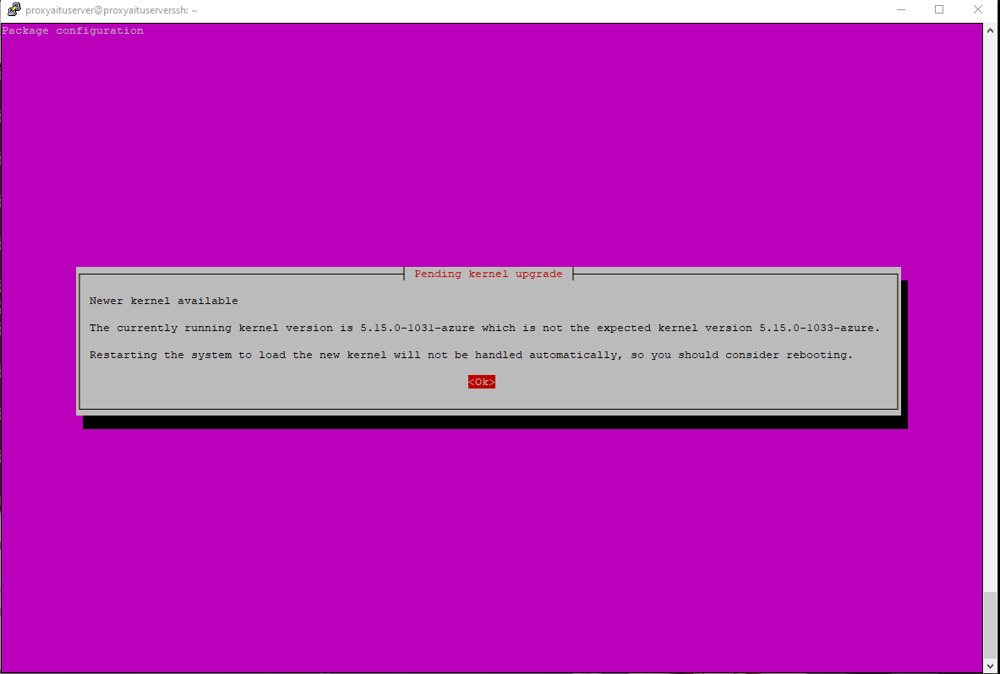 proxyaituserver@proxyaituserverssh: ~
Package configuration
Pending kernel upgrade
Newer kernel available
The currently running kernel version is 5.15.0-1031-azure which is not the expected kernel version 5.15.0-1033-azure.
Restarting the system to load the new kernel will not be handled automatically, so you should consider rebooting.
<Ok>